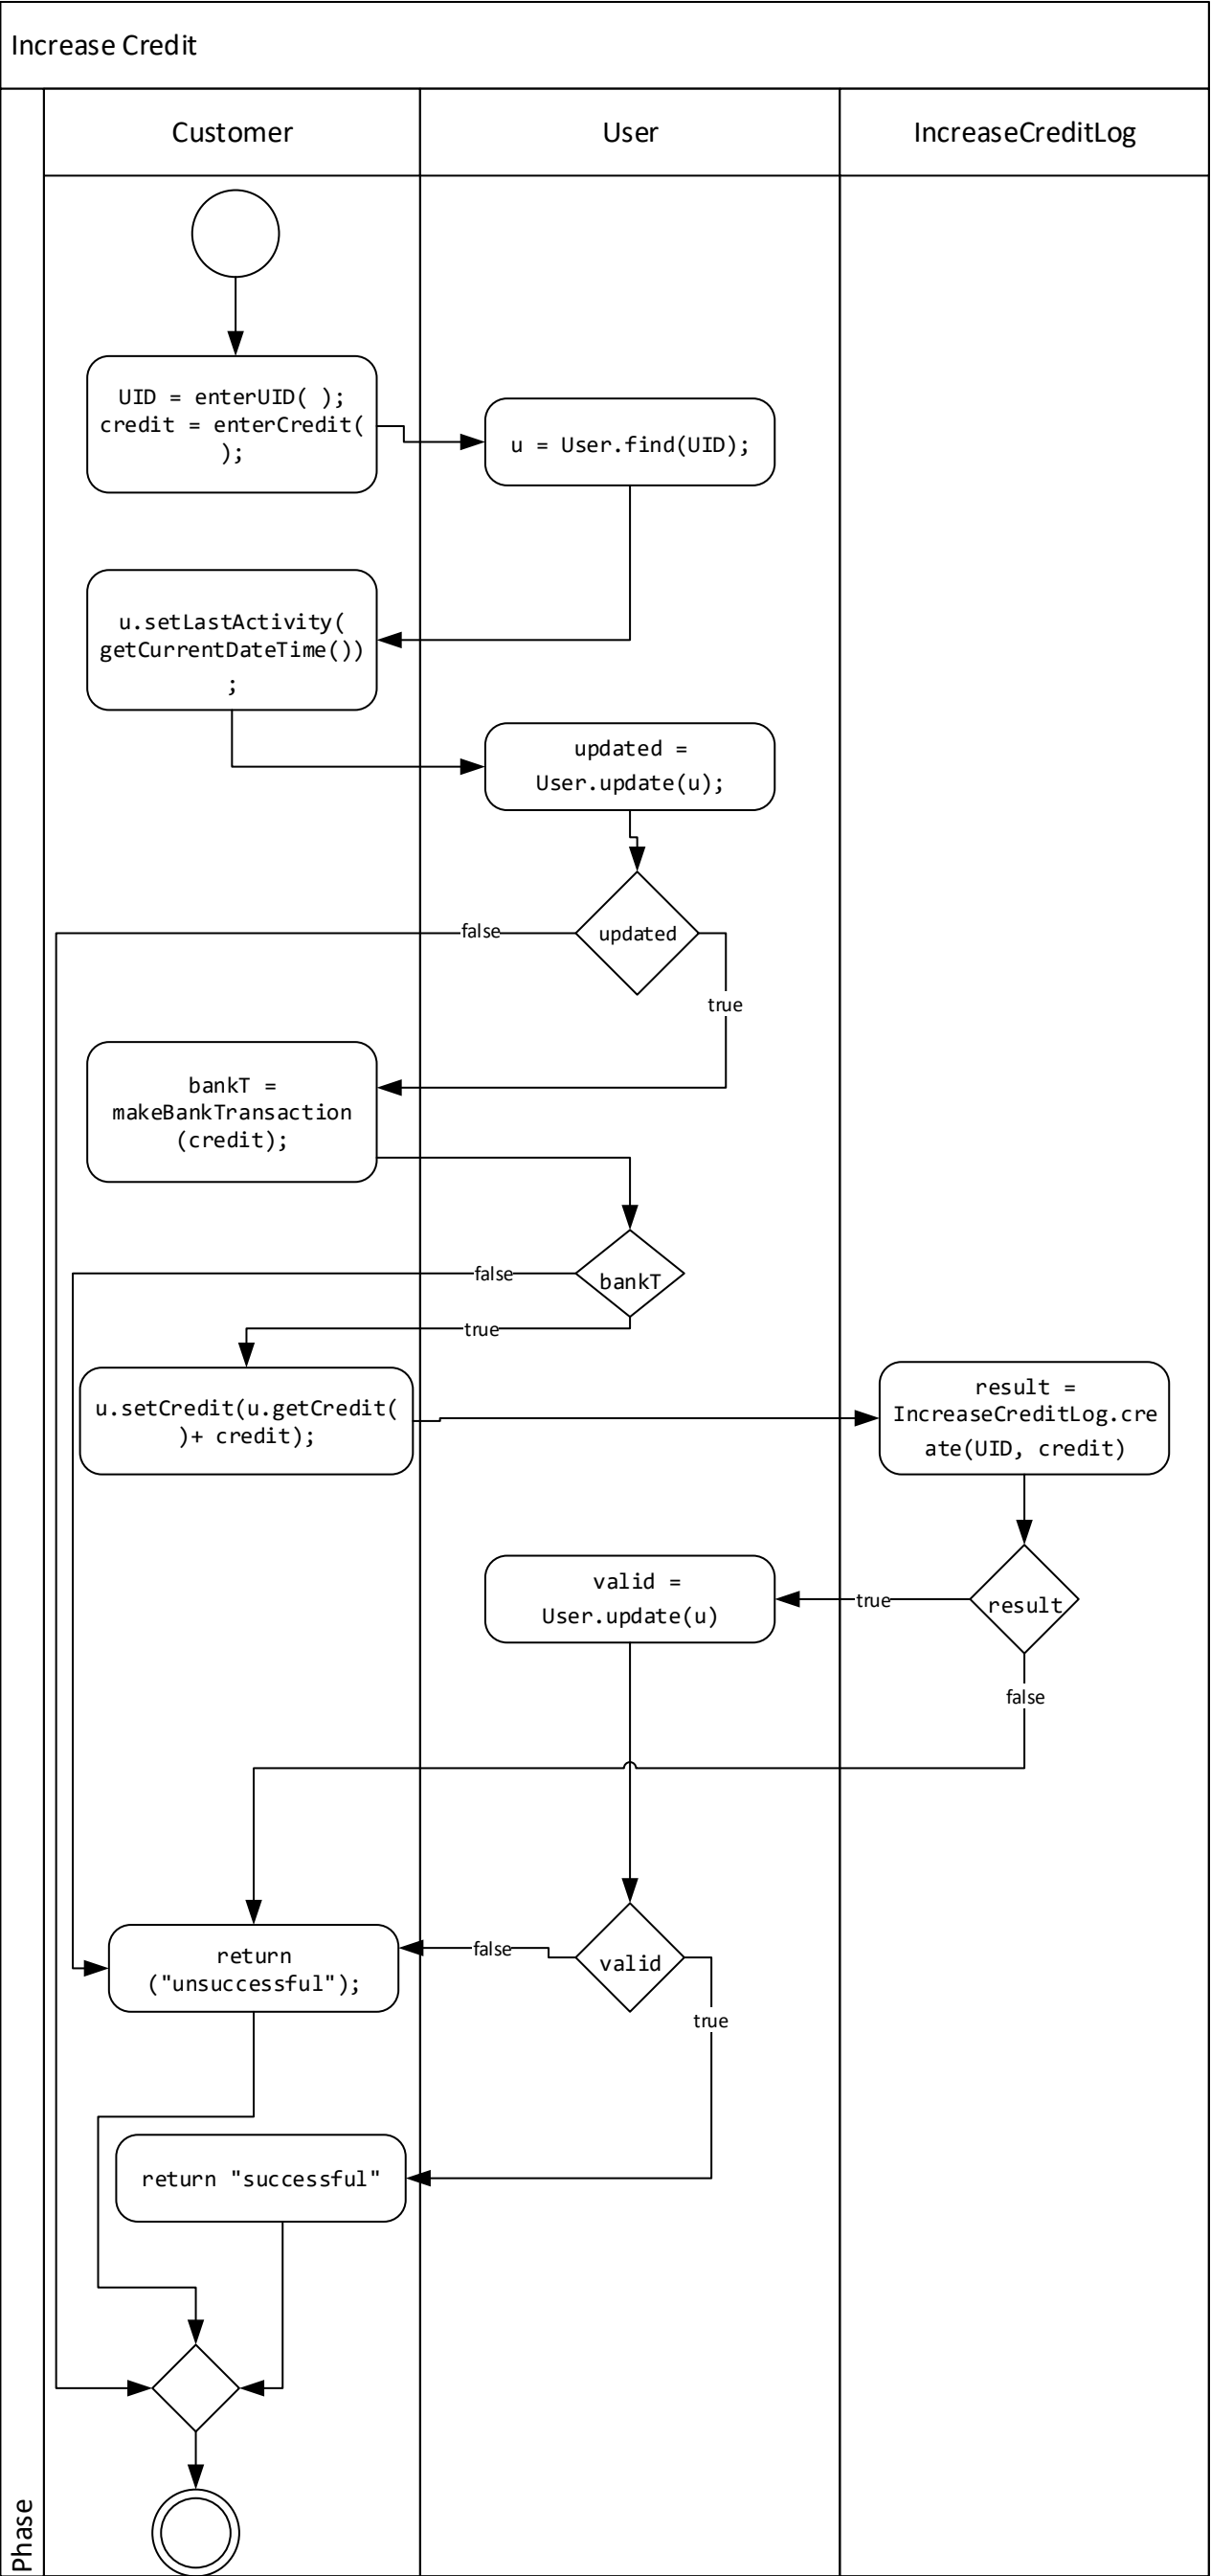 Increase Credit
Customer
User
IncreaseCreditLog
UID = enterUID( );
credit = enterCredit(
);
u = User.find(UID);
u.setLastActivity(
getCurrentDateTime())
;
updated =
User.update(u);
updated
false
true
bankT =
makeBankTransaction
(credit);
bankT
false
true
u.setCredit(u.getCredit(
)+ credit);
result =
IncreaseCreditLog.cre
ate(UID, credit)
result
true
false
valid =
User.update(u)
valid
false
true
return
("unsuccessful");
return "successful"
Phase